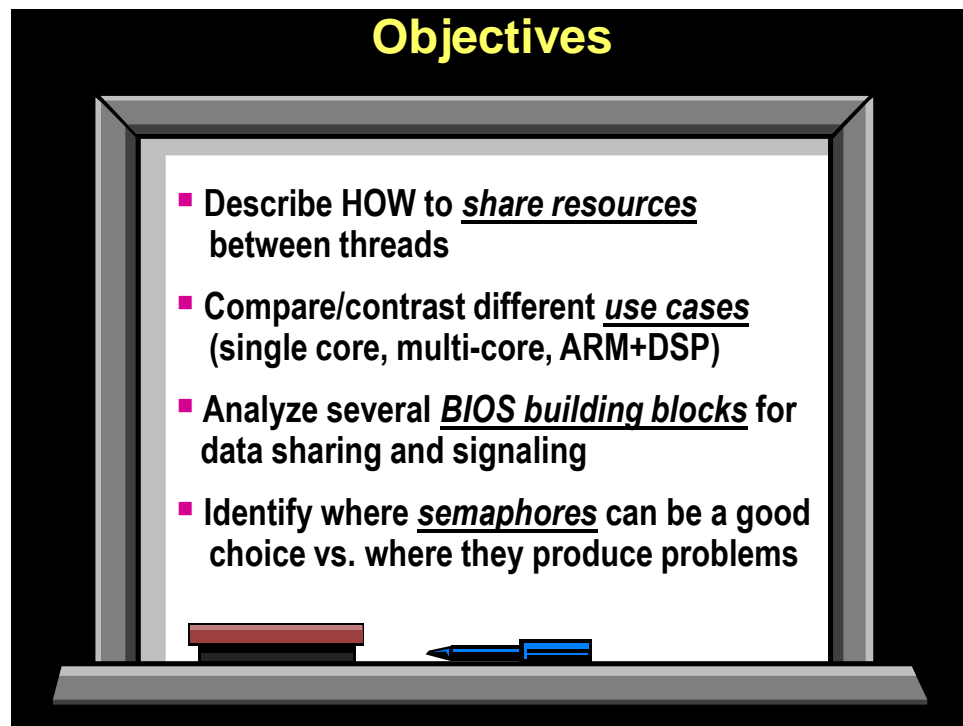 Objectives
▪ Describe HOW to share resources
between threads
▪ Compare/contrast different use cases
(single core, multi-core, ARM+DSP)
▪ Analyze several BIOS building blocks for
data sharing and signaling
▪ Identify where semaphores can be a good
choice vs. where they produce problems